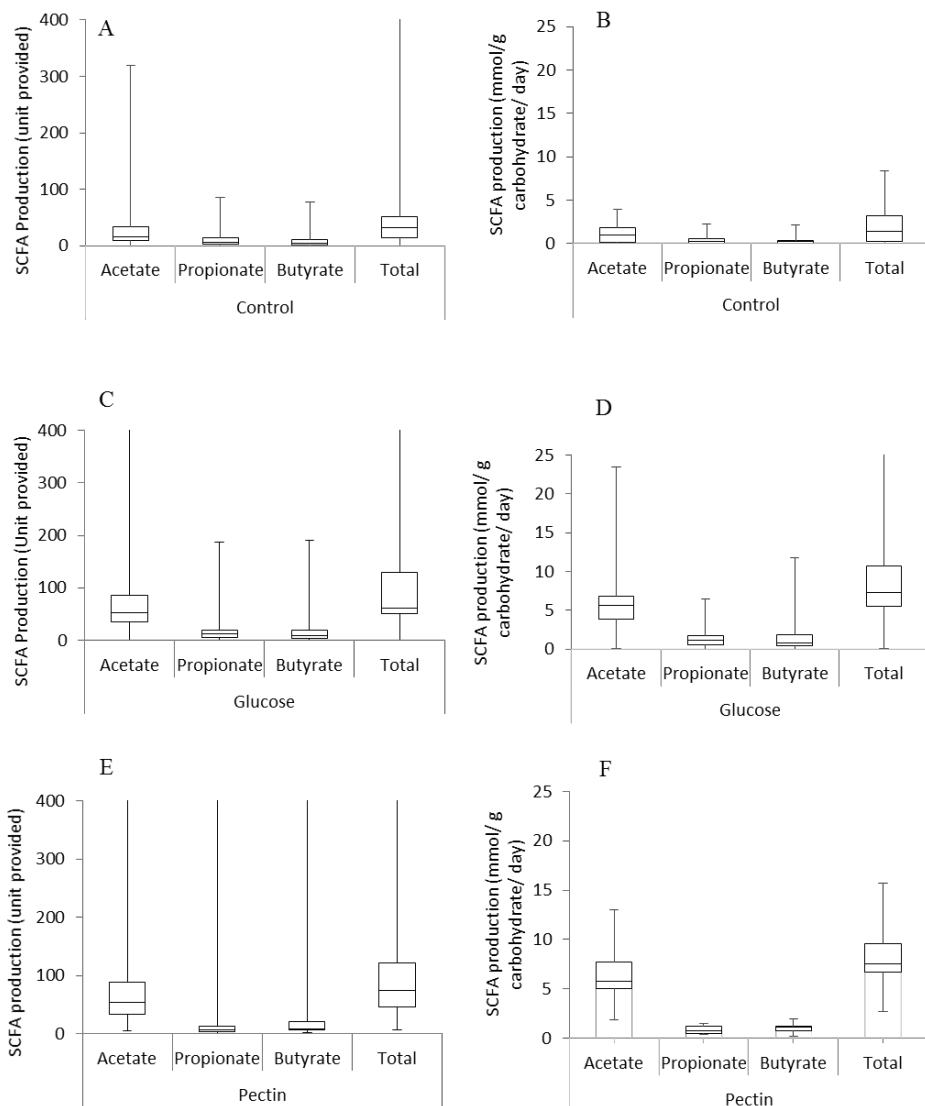 A
SCFA Production (unit provided)
400
300
200
100
0
Acetate Propionate Butyrate Total
Control
B
SCFA production (mmol/g
carbohydrate/ day)
25
20
15
10
5
0
Acetate Propionate Butyrate Total
Control
C
SCFA Production (Unit provided)
400
300
200
100
0
Acetate Propionate Butyrate Total
Glucose
D
SCFA production (mmol/ g
carbohydrate/ day)
25
20
15
10
5
0
Acetate Propionate Butyrate Total
Glucose
E
SCFA production (unit provided)
400
300
200
100
0
Acetate Propionate Butyrate Total
Pectin
F
SCFA production (mmol/ g
carbohydrate/ day)
25
20
15
10
5
0
Acetate Propionate Butyrate Total
Pectin